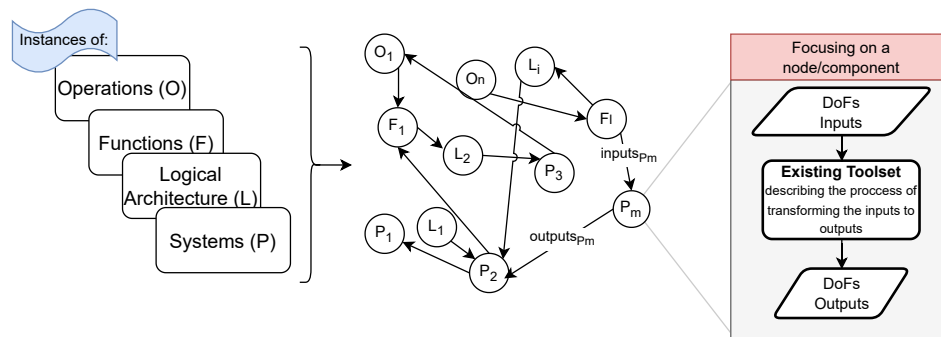 Instances of:
Operations (O)
Functions (F)
Logical
Architecture (L)
Systems (P)
O1
On
Li
F1
Fl
L2
P3
inputsPm
Pm
P1
L1
P2
outputsPm
Focusing on a
node/component
DoFs
Inputs
Existing Toolset
describing the proccess of
transforming the inputs to
outputs
DoFs
Outputs